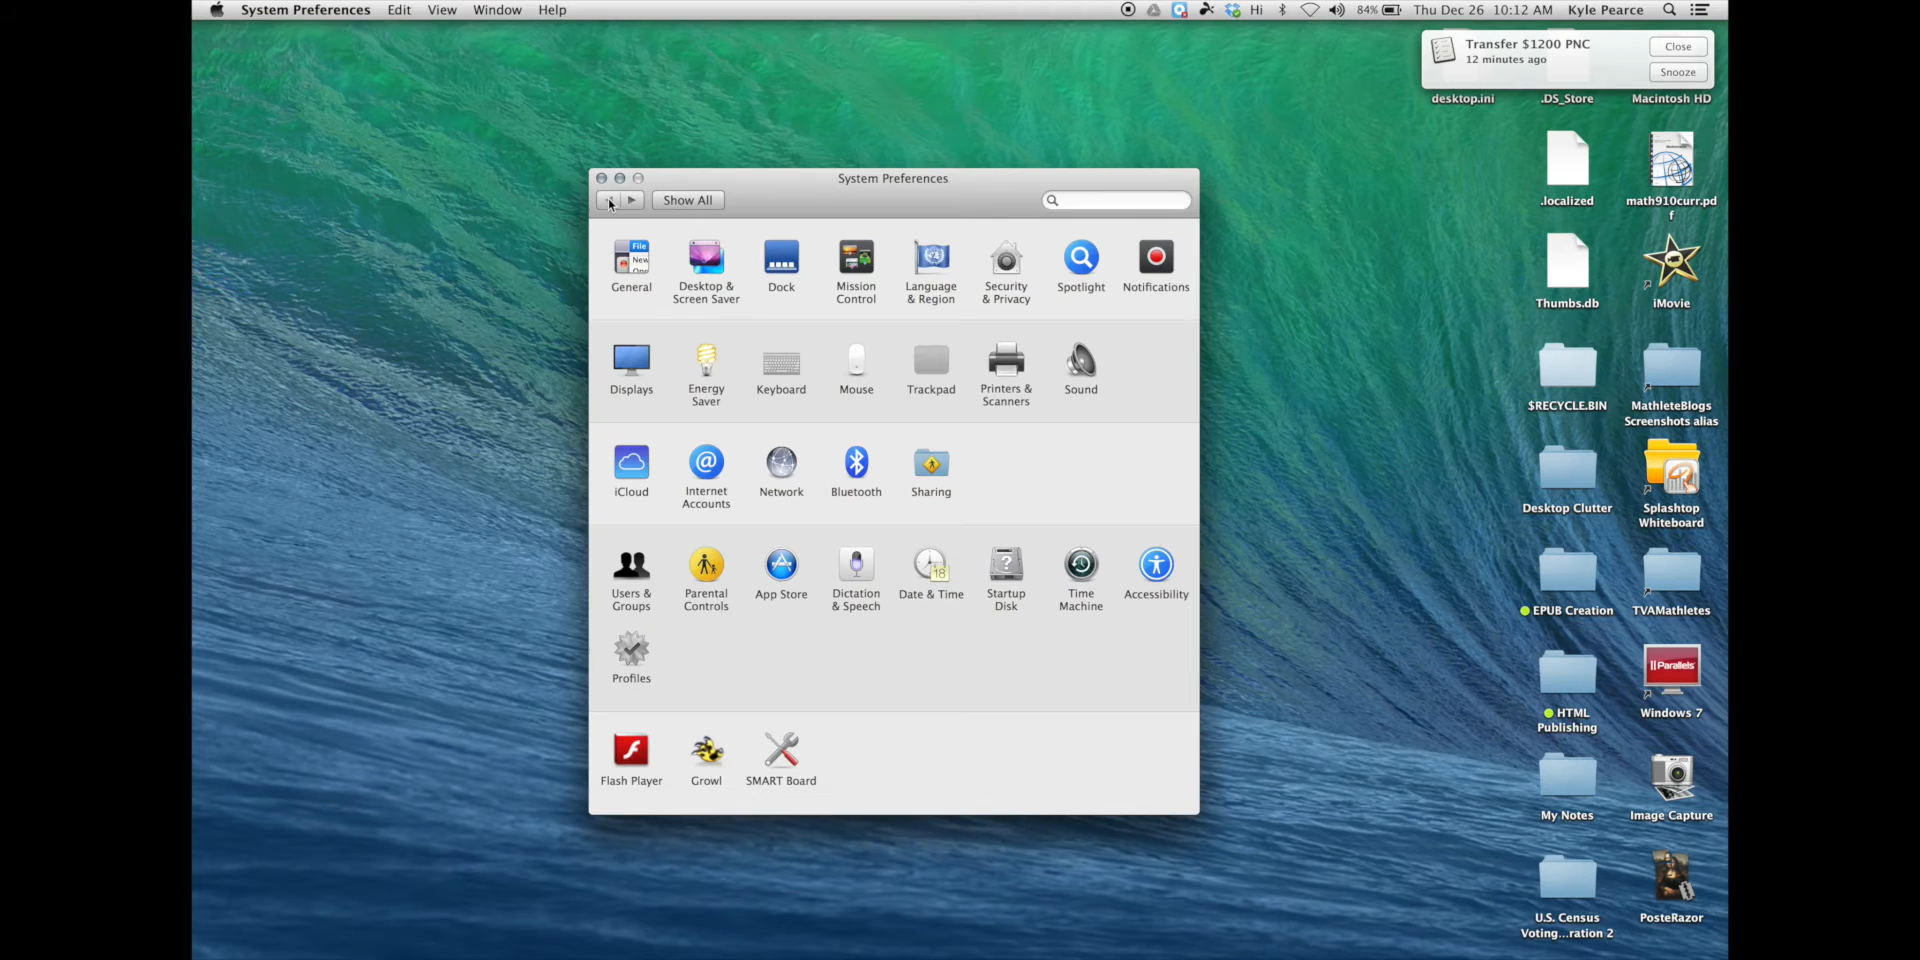 System Preferences Edit View Window Help
Hi 84% Thu Dec 26 10:12 AM Kyle Pearce
Transfer $1200 PNC
12 minutes ago
Close
Snooze
desktop.ini
.DS_Store
Macintosh HD
System Preferences
Show All
General
Desktop &
Screen Saver
Dock
Mission
Control
Language
& Region
Security
& Privacy
Spotlight
Notifications
Displays
Energy
Saver
Keyboard
Mouse
Trackpad
Printers &
Scanners
Sound
iCloud
Internet
Accounts
Network
Bluetooth
Sharing
Users &
Groups
Parental
Controls
App Store
Dictation
& Speech
Date & Time
Startup
Disk
Time
Machine
Accessibility
Profiles
Flash Player
Growl
SMART Board
File
New
18
.localized
math910curr.pd
f
Thumbs.db
iMovie
$RECYCLE.BIN
MathleteBlogs
Screenshots alias
Desktop Clutter
Splashtop
Whiteboard
EPUB Creation
TVAMathletes
HTML
Publishing
|| Parallels
Windows 7
My Notes
Image Capture
U.S. Census
Voting...ration 2
PosteRazor